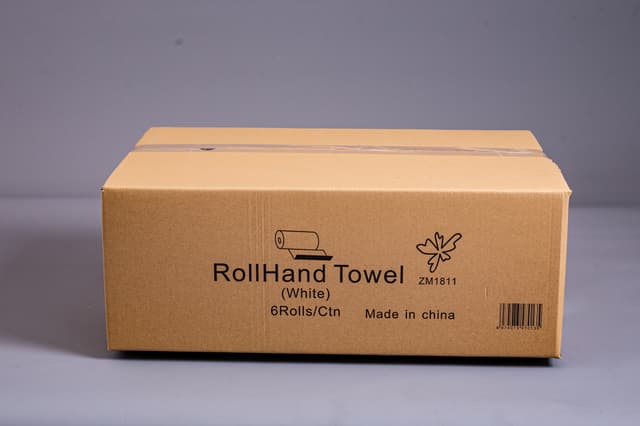 RollHand Towel
ZM1811
(White)
6Rolls/Ctn
Made in china